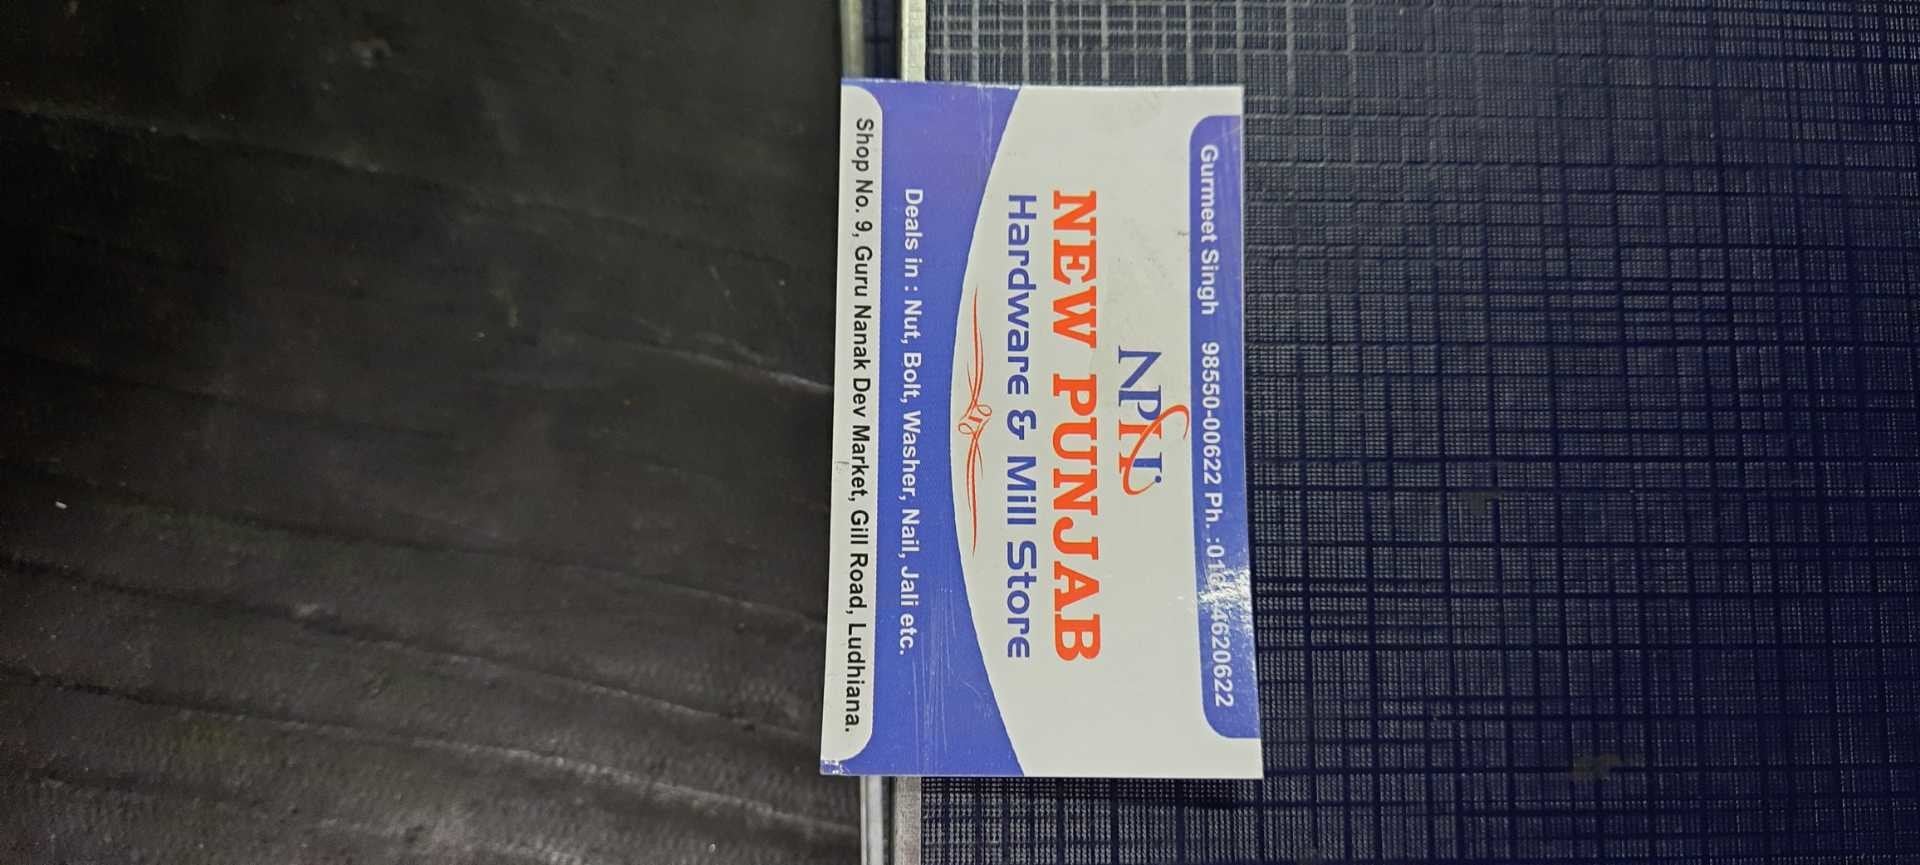 Gurmeet Singh 98550-00622 Ph. :
NEW PUNJAB
Hardware & Mill Store
Deals in : Nut, Bolt, Washer, Nail, Jali etc.
Shop No. 9, Guru Nanak Dev Market, Gill Road, Ludhiana.